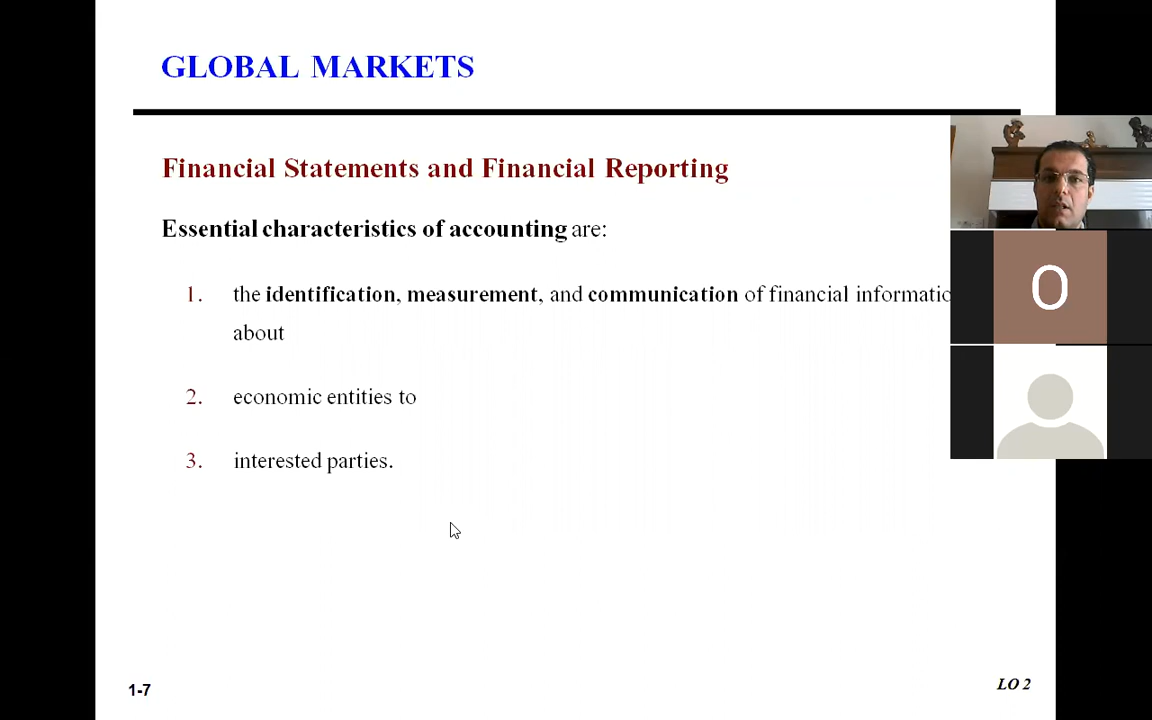 GLOBAL MARKETS
Financial Statements and Financial Reporting
Essential characteristics of accounting are:
1. the identification, measurement, and communication of financial informatio
about
2. economic entities to
3. interested parties.
O
1-7
LO 2